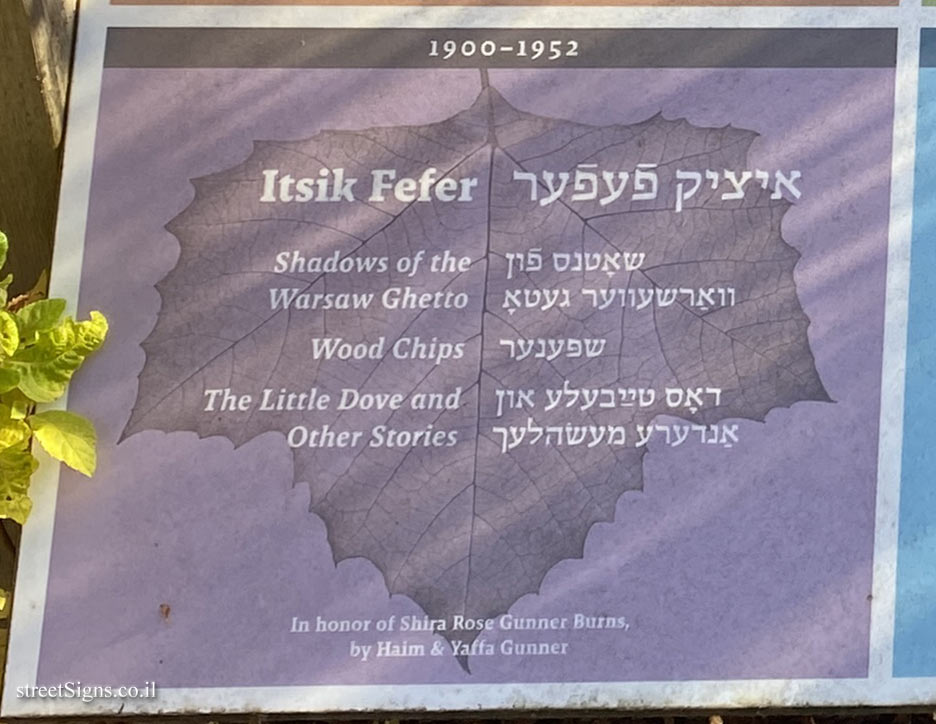 1900–1952
Itsik Fefer איציק פֿעפֿער
Shadows of the שאָטנס פֿון
Warsaw Ghetto וואַרשעווער געטאָ
Wood Chips שפּענער
The Little Dove and דאָס טײַבעלע און
Other Stories אַנדערע מעשׂהלעך
In honor of Shira Rose Gunner Burns,
by Haim & Yaffa Gunner
streetSigns.co.il